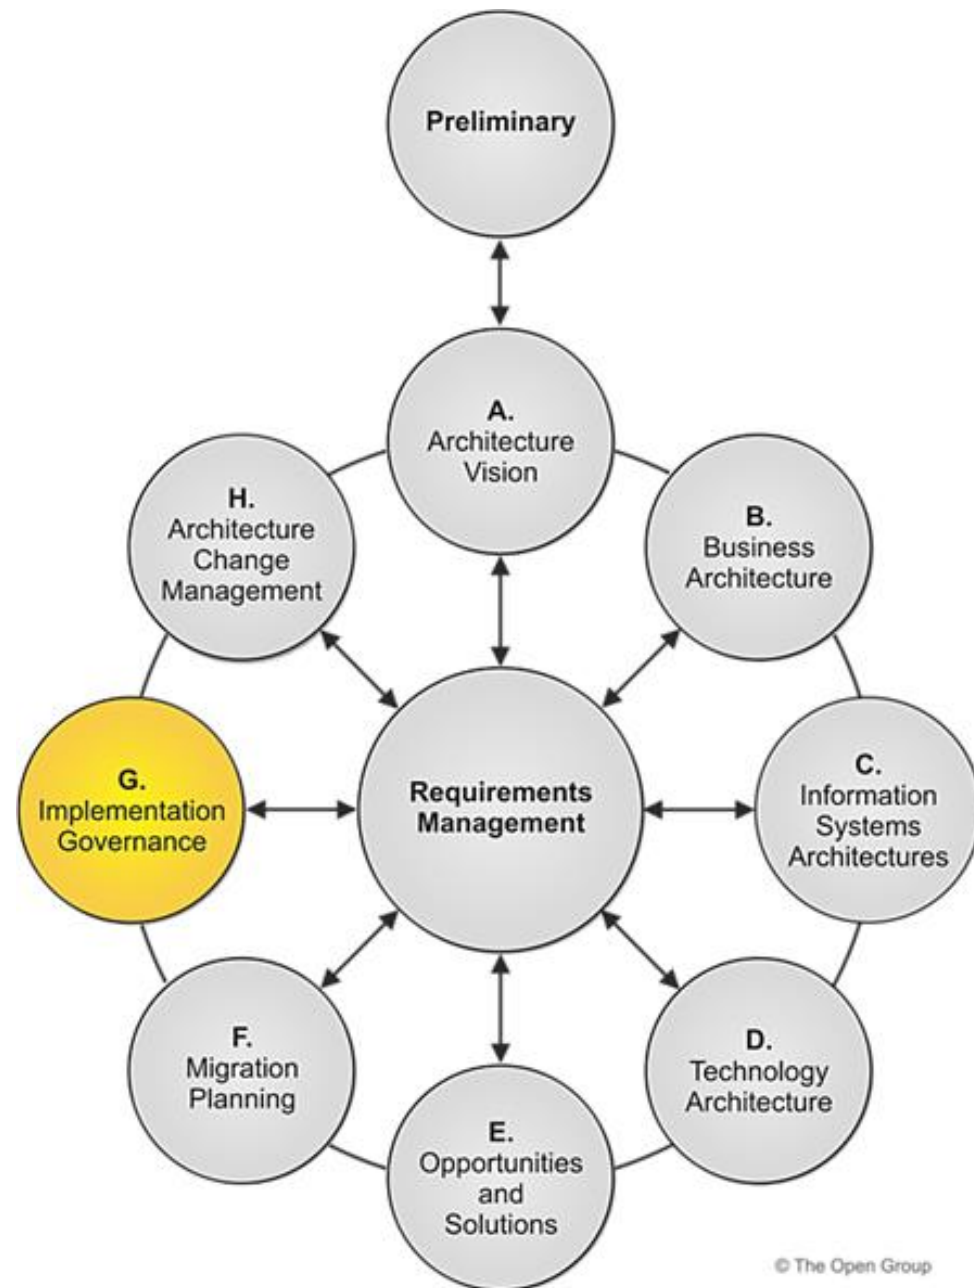 Preliminary
A.
Architecture
Vision
B.
Business
Architecture
C.
Information
Systems
Architectures
D.
Technology
Architecture
E.
Opportunities
and
Solutions
F.
Migration
Planning
G.
Implementation
Governance
H.
Architecture
Change
Management
Requirements
Management
© The Open Group